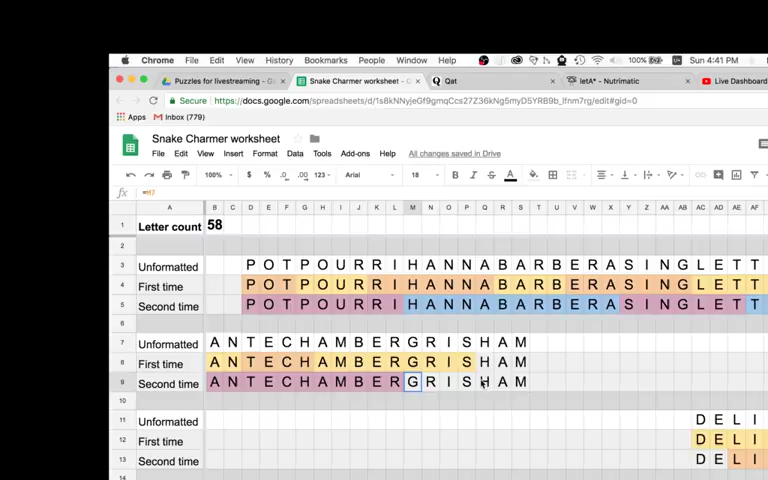 Chrome File Edit View History Bookmarks People Window Help 100% Sun 4:41 PM
Puzzles for livestreaming - G Snake Charmer worksheet - Qat letA* - Nutrimatic Live Dashboard
Secure https://docs.google.com/spreadsheets/d/
Apps Inbox (779)
Snake Charmer worksheet
File Edit View Insert Format Data Tools Add-ons Help All changes saved in Drive
100% $ % .0 .00 123 Arial 18 B I S A
fx =M7
A B C D E F G H I J K L M N O P Q R S T U V W X Y Z AA AB AC AD AE AF
1 Letter count 58
2
3 Unformatted P O T P O U R R I H A N N A B A R B E R A S I N G L E T T
4 First time P O T P O U R R I H A N N A B A R B E R A S I N G L E T T
5 Second time P O T P O U R R I H A N N A B A R B E R A S I N G L E T T
6
7 Unformatted A N T E C H A M B E R G R I S H A M
8 First time A N T E C H A M B E R G R I S H A M
9 Second time A N T E C H A M B E R G R I S H A M
10
11 Unformatted D E L I
12 First time D E L I
13 Second time D E L I
14